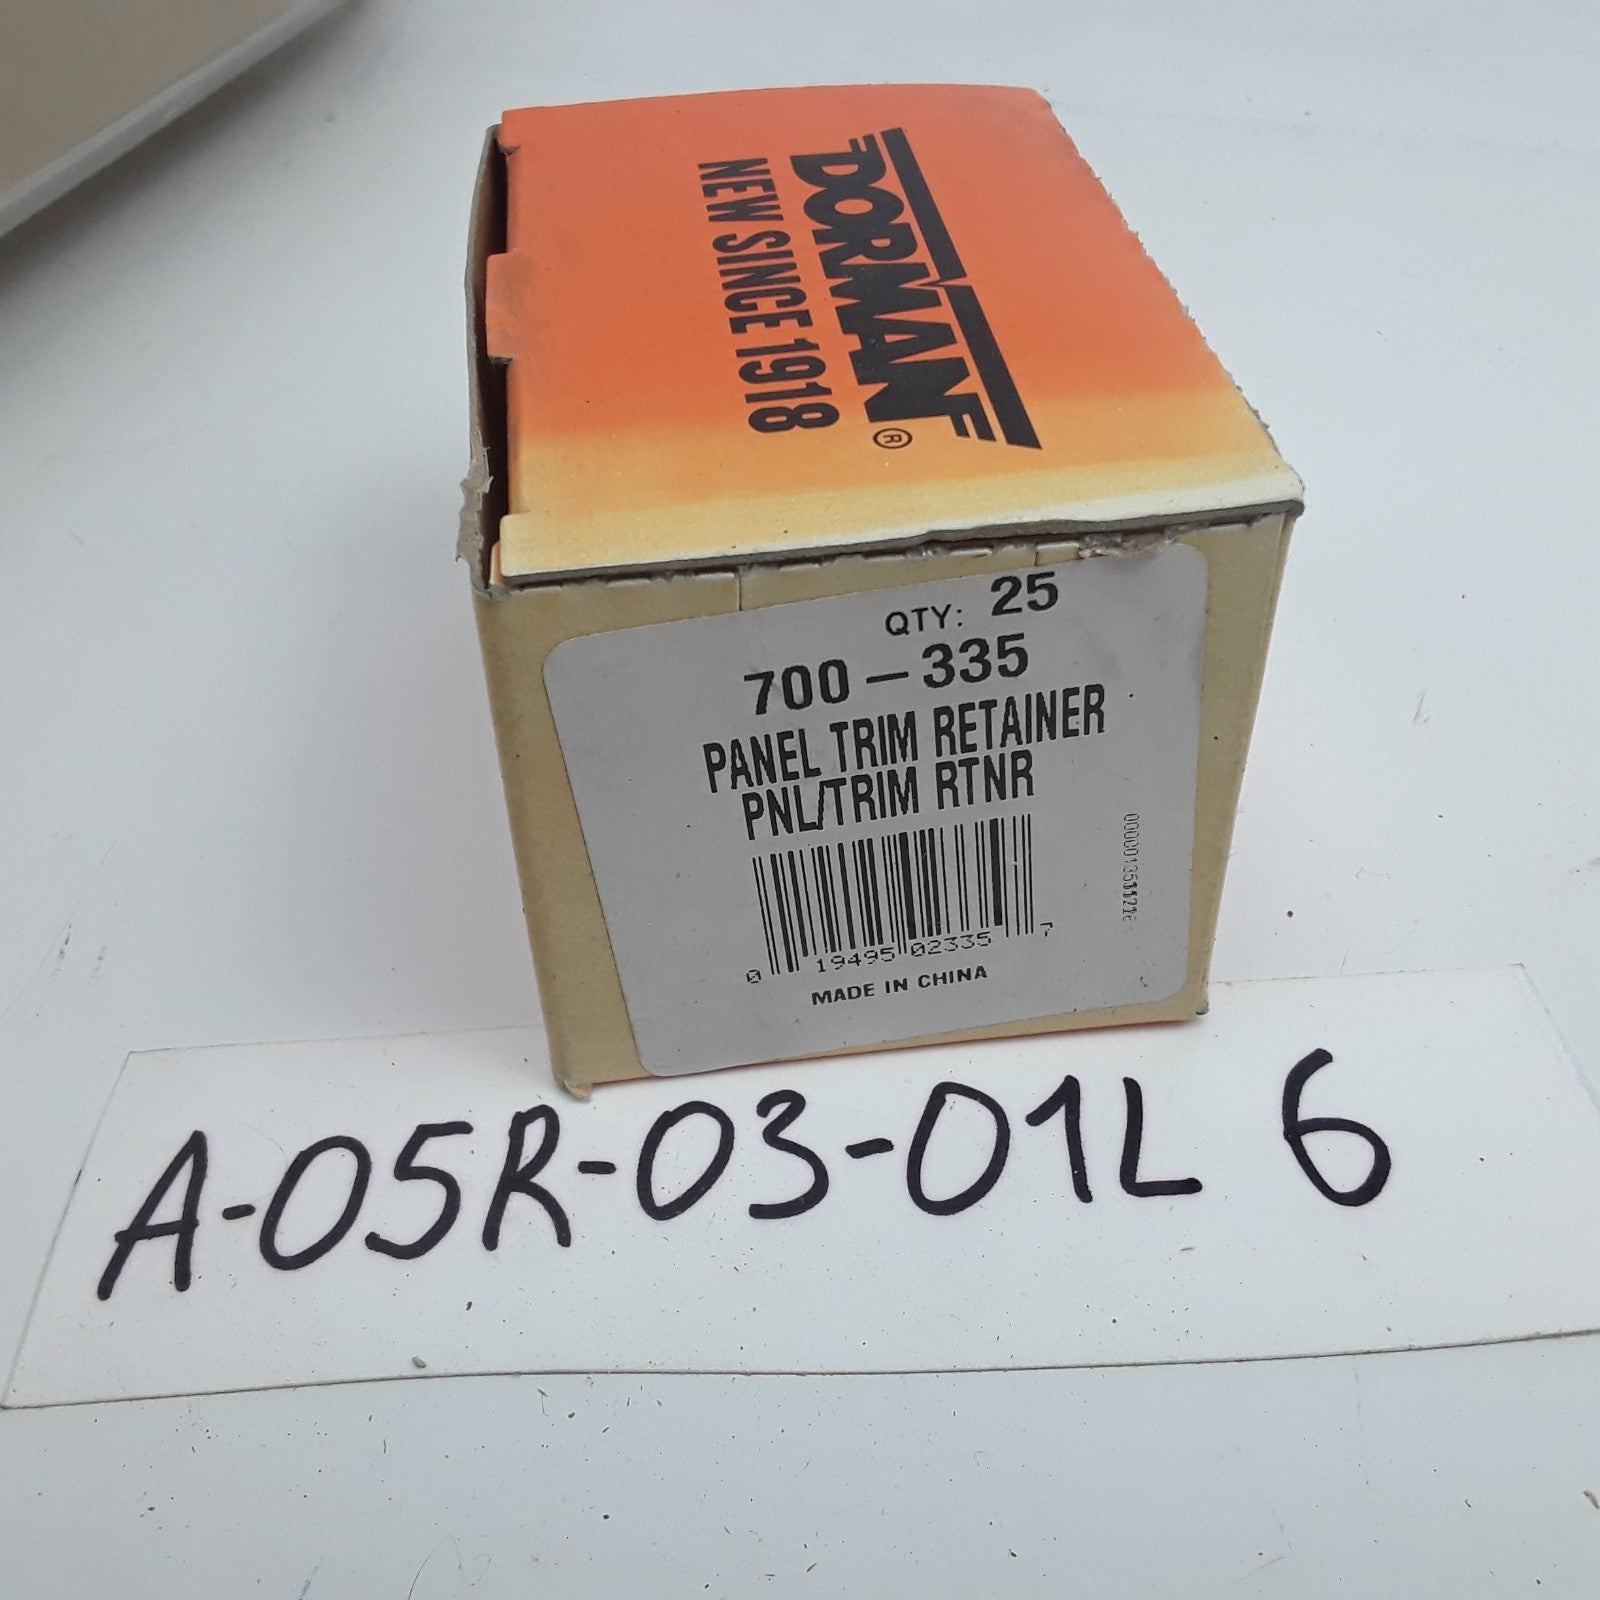 DORMAN®
NEW SINCE 1918
QTY: 25
700-335
PANEL TRIM RETAINER
PNL/TRIM RTNR
0 19495 02335 7
MADE IN CHINA
A-05R-03-01L 6